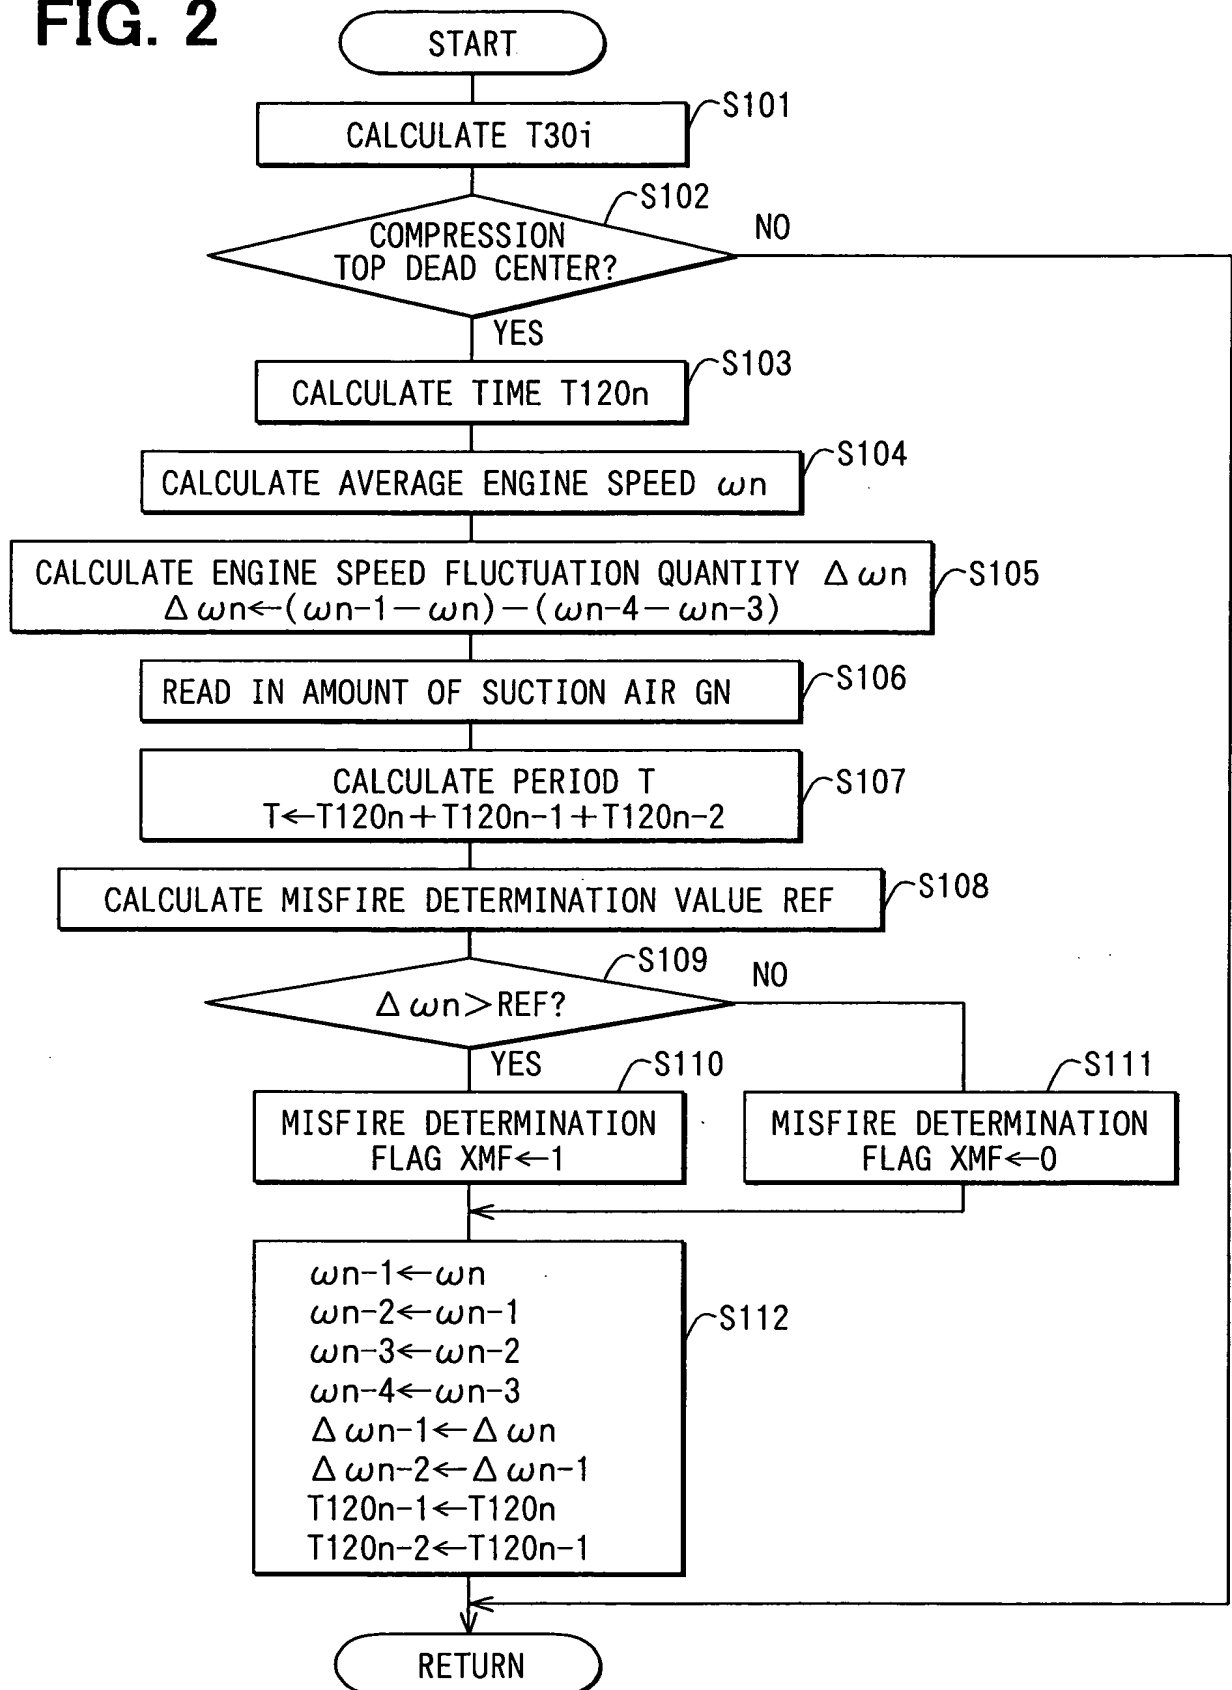 FIG. 2
START
CALCULATE T30i
S101
COMPRESSION
TOP DEAD CENTER?
S102
NO
YES
CALCULATE TIME T120n
S103
CALCULATE AVERAGE ENGINE SPEED ωn
S104
CALCULATE ENGINE SPEED FLUCTUATION QUANTITY Δωn
Δωn←(ωn-1−ωn)−(ωn-4−ωn-3)
S105
READ IN AMOUNT OF SUCTION AIR GN
S106
CALCULATE PERIOD T
T←T120n+T120n-1+T120n-2
S107
CALCULATE MISFIRE DETERMINATION VALUE REF
S108
Δωn>REF?
S109
NO
YES
MISFIRE DETERMINATION
FLAG XMF←1
S110
MISFIRE DETERMINATION
FLAG XMF←0
S111
ωn-1←ωn
ωn-2←ωn-1
ωn-3←ωn-2
ωn-4←ωn-3
Δωn-1←Δωn
Δωn-2←Δωn-1
T120n-1←T120n
T120n-2←T120n-1
S112
RETURN